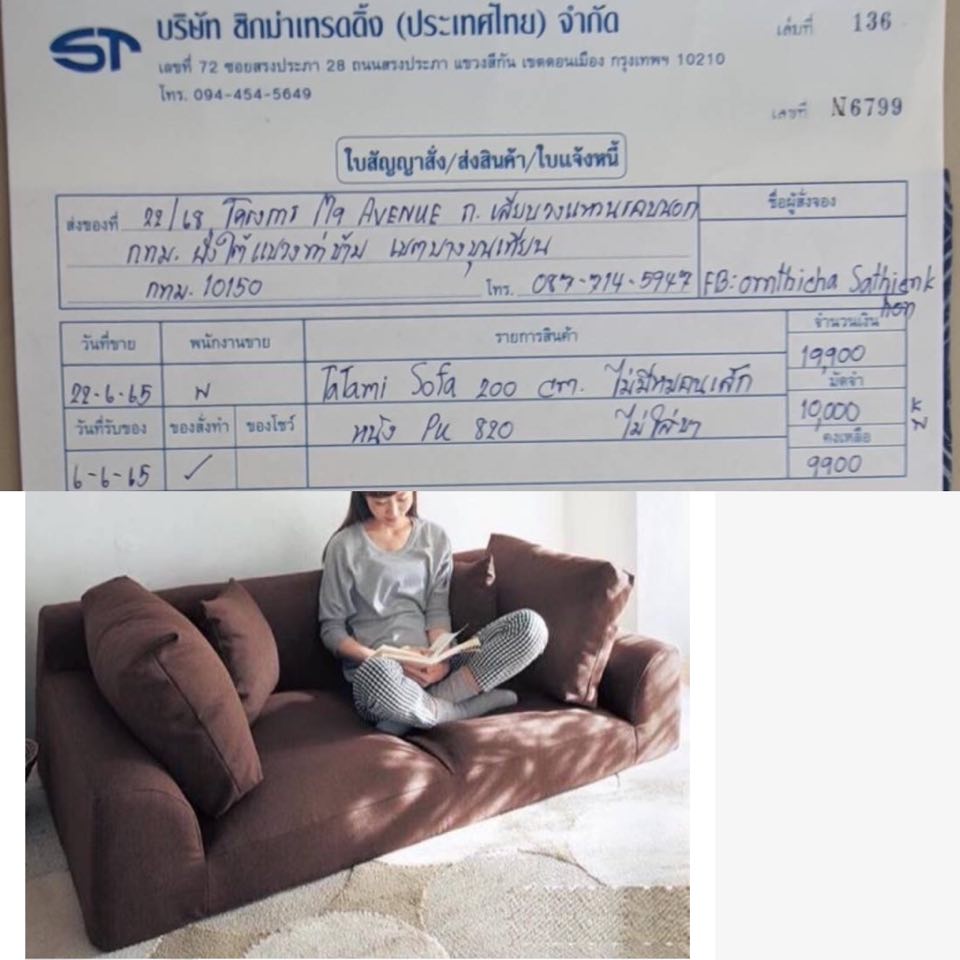 ST
บริษัท ซิกม่าเทรดดิ้ง (ประเทศไทย) จำกัด
เล่มที่ 136
เลขที่ 72 ซอยสรงประภา 28 ถนนสรงประภา แขวงสีกัน เขตดอนเมือง กรุงเทพฯ 10210
โทร. 094-454-5649
เลขที่ N6799
ใบสัญญาสั่ง/ส่งสินค้า/ใบแจ้งหนี้
ส่งของที่ 22/68 โครงการ AVENUE ถ. เลียบวงแหวนรอบนอก
ชื่อผู้สั่งจอง
กทม. ฝั่งใต้ แขวงท่าข้าม เขตบางขุนเทียน
กทม. 10150 โทร. 087-714-5947
FB: ornthicha Sathienk
hon
วันที่ขาย พนักงานขาย รายการสินค้า จำนวนเงิน
19,900
22-6-65 TaTami Sofa 200 cm. ไม่มีหมอนเล็ก
มัดจำ
วันที่รับของ ของสั่งทำ ของโชว์ หนัง PU 820 ไม่ใส่ขา
10,000
คงเหลือ
6-6-65 ✓
9900